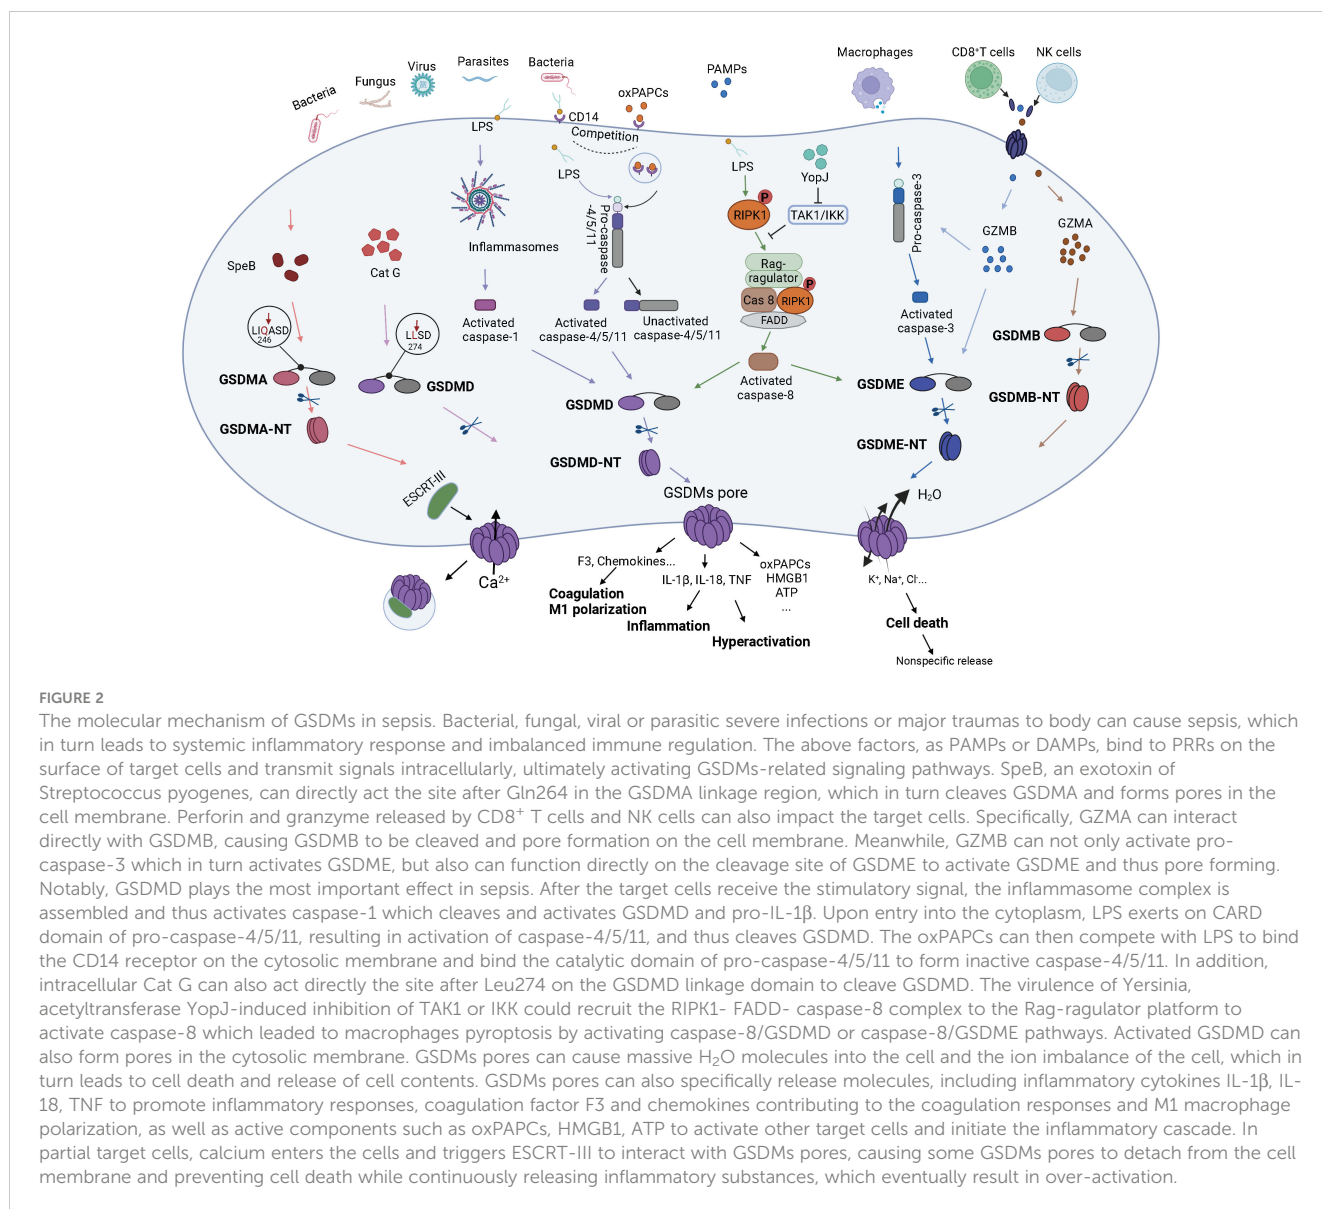 Bacteria
Fungus
Virus
Parasites
Bacteria
oxPAPCs
PAMPs
Macrophages
CD8⁺T cells
NK cells
LPS
CD14
Competition
LPS
LPS
YopJ
P
RIPK1
TAK1/IKK
Pro-caspase
-4/5/11
Pro-caspase-3
GZMB
GZMA
SpeB
Cat G
Inflammasomes
Rag-
ragulator
P
Cas 8
RIPK1
FADD
LIQASD
246
LLSD
274
Activated
caspase-1
Activated
caspase-4/5/11
Unactivated
caspase-4/5/11
Activated
caspase-3
Activated
caspase-8
GSDMA
GSDMD
GSDMD
GSDME
GSDMB
GSDMA-NT
GSDMD-NT
GSDME-NT
GSDMB-NT
ESCRT-III
GSDMs pore
H₂O
Ca²⁺
F3, Chemokines...
Coagulation
M1 polarization
IL-1β, IL-18, TNF
Inflammation
Hyperactivation
oxPAPCs
HMGB1
ATP
...
K⁺, Na⁺, Cl⁻...
Cell death
Nonspecific release
FIGURE 2
The molecular mechanism of GSDMs in sepsis. Bacterial, fungal, viral or parasitic severe infections or major traumas to body can cause sepsis, which
in turn leads to systemic inflammatory response and imbalanced immune regulation. The above factors, as PAMPs or DAMPs, bind to PRRs on the
surface of target cells and transmit signals intracellularly, ultimately activating GSDMs-related signaling pathways. SpeB, an exotoxin of
Streptococcus pyogenes, can directly act the site after Gln264 in the GSDMA linkage region, which in turn cleaves GSDMA and forms pores in the
cell membrane. Perforin and granzyme released by CD8⁺ T cells and NK cells can also impact the target cells. Specifically, GZMA can interact
directly with GSDMB, causing GSDMB to be cleaved and pore formation on the cell membrane. Meanwhile, GZMB can not only activate pro-
caspase-3 which in turn activates GSDME, but also can function directly on the cleavage site of GSDME to activate GSDME and thus pore forming.
Notably, GSDMD plays the most important effect in sepsis. After the target cells receive the stimulatory signal, the inflammasome complex is
assembled and thus activates caspase-1 which cleaves and activates GSDMD and pro-IL-1β. Upon entry into the cytoplasm, LPS exerts on CARD
domain of pro-caspase-4/5/11, resulting in activation of caspase-4/5/11, and thus cleaves GSDMD. The oxPAPCs can then compete with LPS to bind
the CD14 receptor on the cytosolic membrane and bind the catalytic domain of pro-caspase-4/5/11 to form inactive caspase-4/5/11. In addition,
intracellular Cat G can also act directly the site after Leu274 on the GSDMD linkage domain to cleave GSDMD. The virulence of Yersinia,
acetyltransferase YopJ-induced inhibition of TAK1 or IKK could recruit the RIPK1- FADD- caspase-8 complex to the Rag-ragulator platform to
activate caspase-8 which leaded to macrophages pyroptosis by activating caspase-8/GSDMD or caspase-8/GSDME pathways. Activated GSDMD can
also form pores in the cytosolic membrane. GSDMs pores can cause massive H₂O molecules into the cell and the ion imbalance of the cell, which in
turn leads to cell death and release of cell contents. GSDMs pores can also specifically release molecules, including inflammatory cytokines IL-1β, IL-
18, TNF to promote inflammatory responses, coagulation factor F3 and chemokines contributing to the coagulation responses and M1 macrophage
polarization, as well as active components such as oxPAPCs, HMGB1, ATP to activate other target cells and initiate the inflammatory cascade. In
partial target cells, calcium enters the cells and triggers ESCRT-III to interact with GSDMs pores, causing some GSDMs pores to detach from the cell
membrane and preventing cell death while continuously releasing inflammatory substances, which eventually result in over-activation.